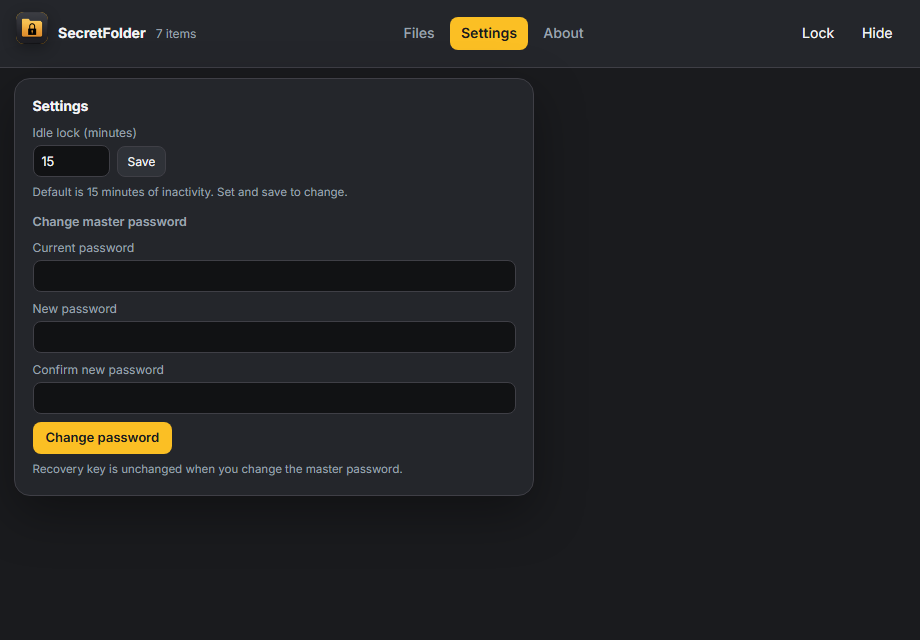 SecretFolder 7 items Files Settings About Lock Hide
Settings
Idle lock (minutes)
15 Save
Default is 15 minutes of inactivity. Set and save to change.
Change master password
Current password
New password
Confirm new password
Change password
Recovery key is unchanged when you change the master password.